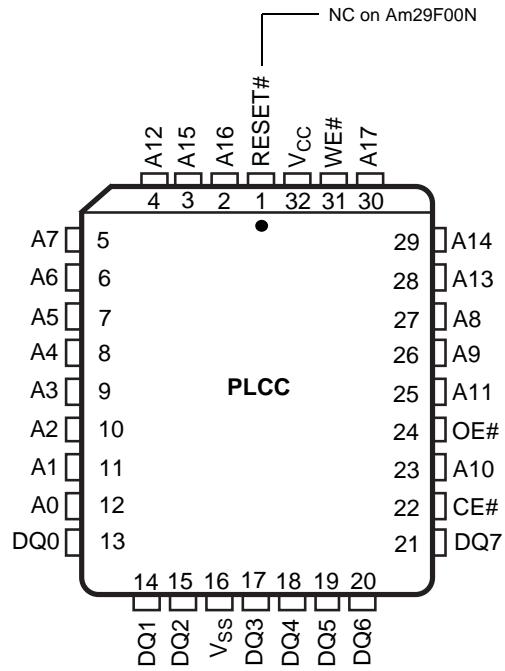 NC on Am29F00N
A12
A15
A16
RESET#
VCC
WE#
A17
4
3
2
1
32
31
30
A7
5
29
A14
A6
6
28
A13
A5
7
27
A8
A4
8
26
A9
A3
9
PLCC
25
A11
A2
10
24
OE#
A1
11
23
A10
A0
12
22
CE#
DQ0
13
21
DQ7
14
15
16
17
18
19
20
DQ1
DQ2
VSS
DQ3
DQ4
DQ5
DQ6